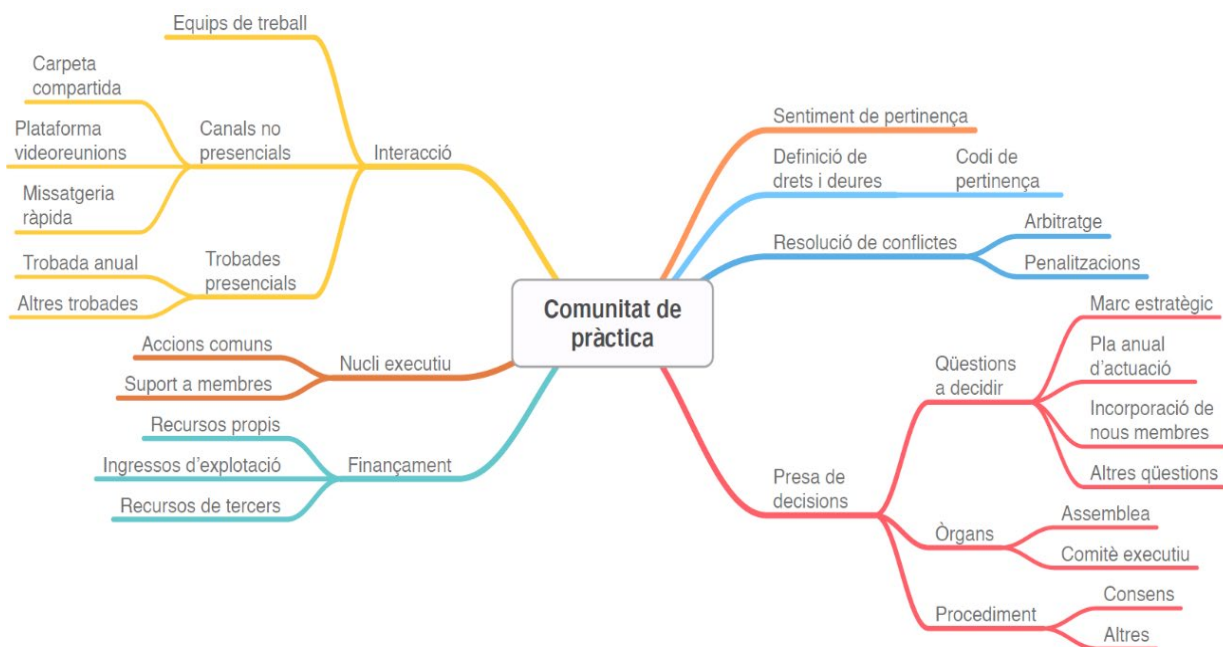 Equips de treball
Carpeta
compartida
Plataforma
videoreunions
Missatgeria
ràpida
Canals no
presencials
Trobada anual
Altres trobades
Trobades
presencials
Interacció
Accions comuns
Suport a membres
Nucli executiu
Recursos propis
Ingressos d'explotació
Recursos de tercers
Finançament
Comunitat de
pràctica
Sentiment de pertinença
Definició de
drets i deures
Codi de
pertinença
Resolució de conflictes
Arbitratge
Penalitzacions
Presa de
decisions
Qüestions
a decidir
Marc estratègic
Pla anual
d'actuació
Incorporació de
nous membres
Altres qüestions
Òrgans
Assemblea
Comitè executiu
Procediment
Consens
Altres